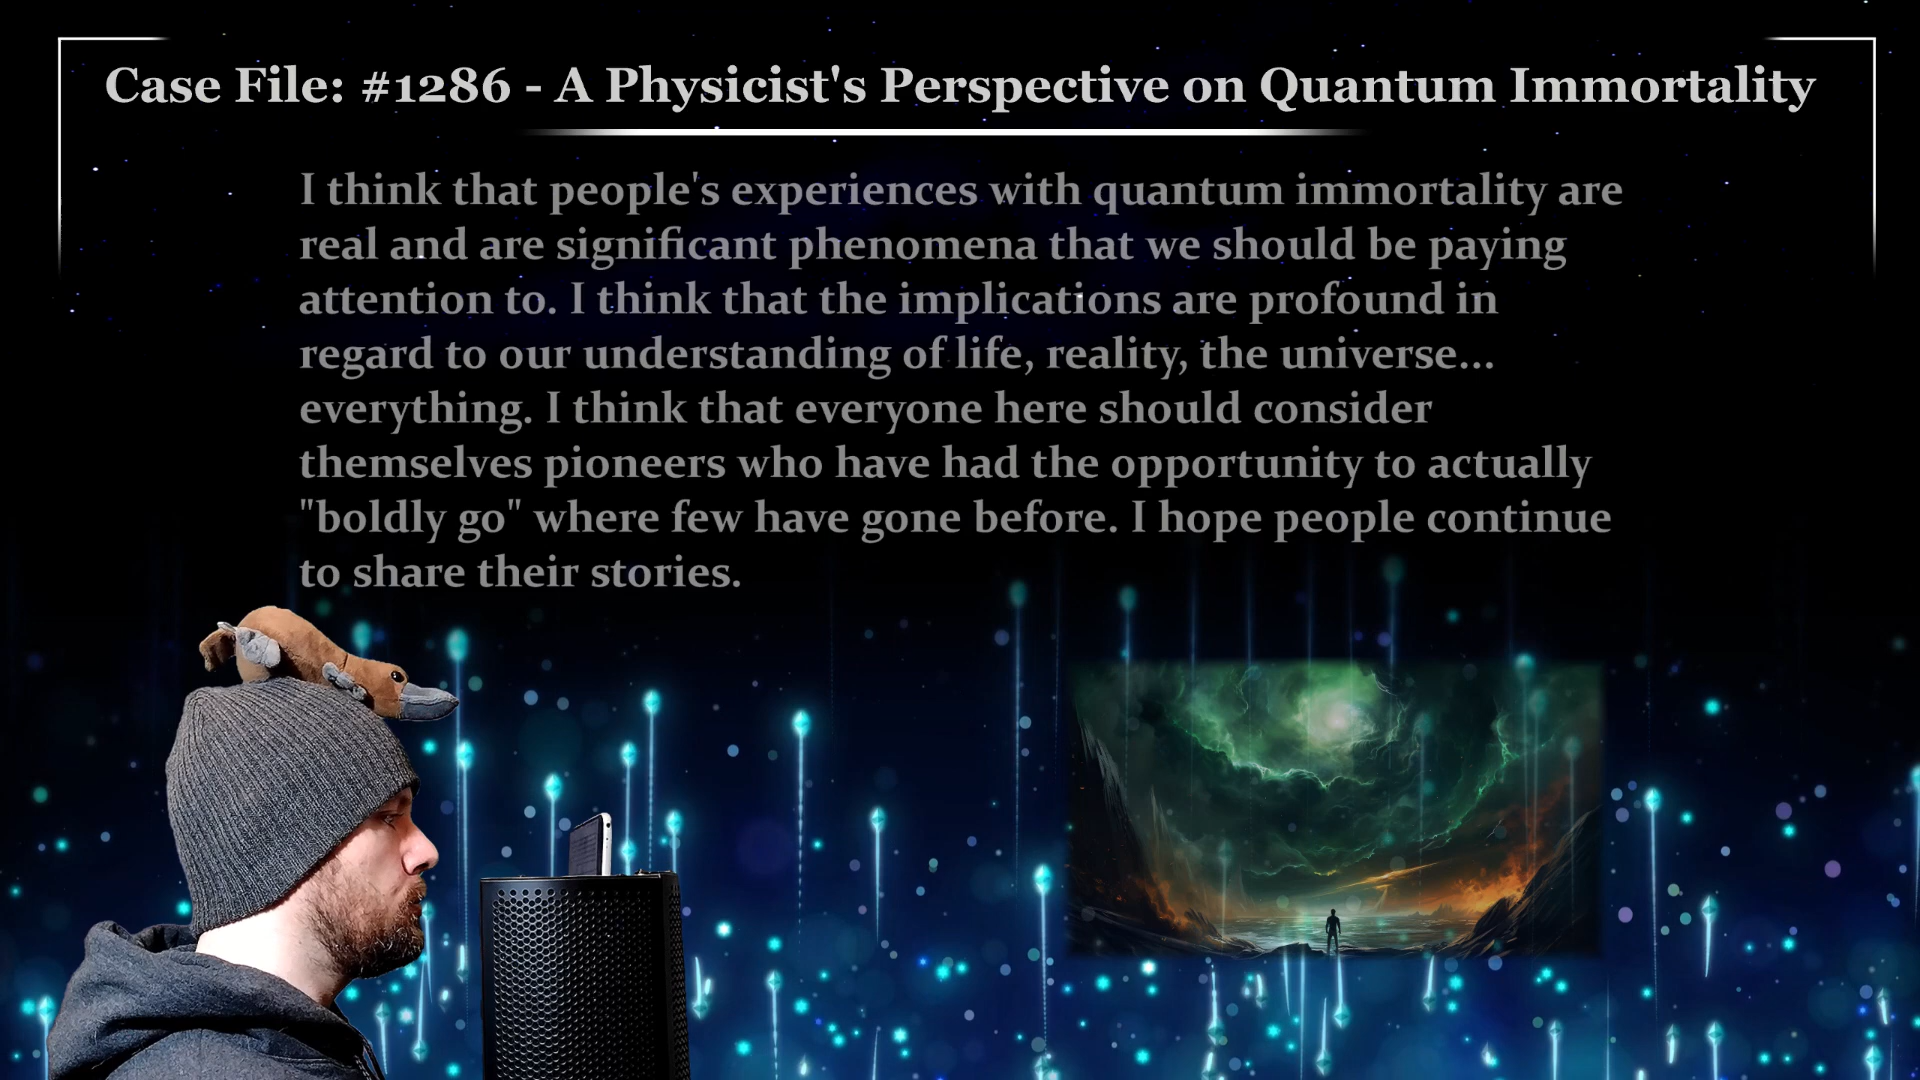 Case File: #1286 - A Physicist's Perspective on Quantum Immortality
I think that people's experiences with quantum immortality are
real and are significant phenomena that we should be paying
attention to. I think that the implications are profound in
regard to our understanding of life, reality, the universe...
everything. I think that everyone here should consider
themselves pioneers who have had the opportunity to actually
"boldly go" where few have gone before. I hope people continue
to share their stories.